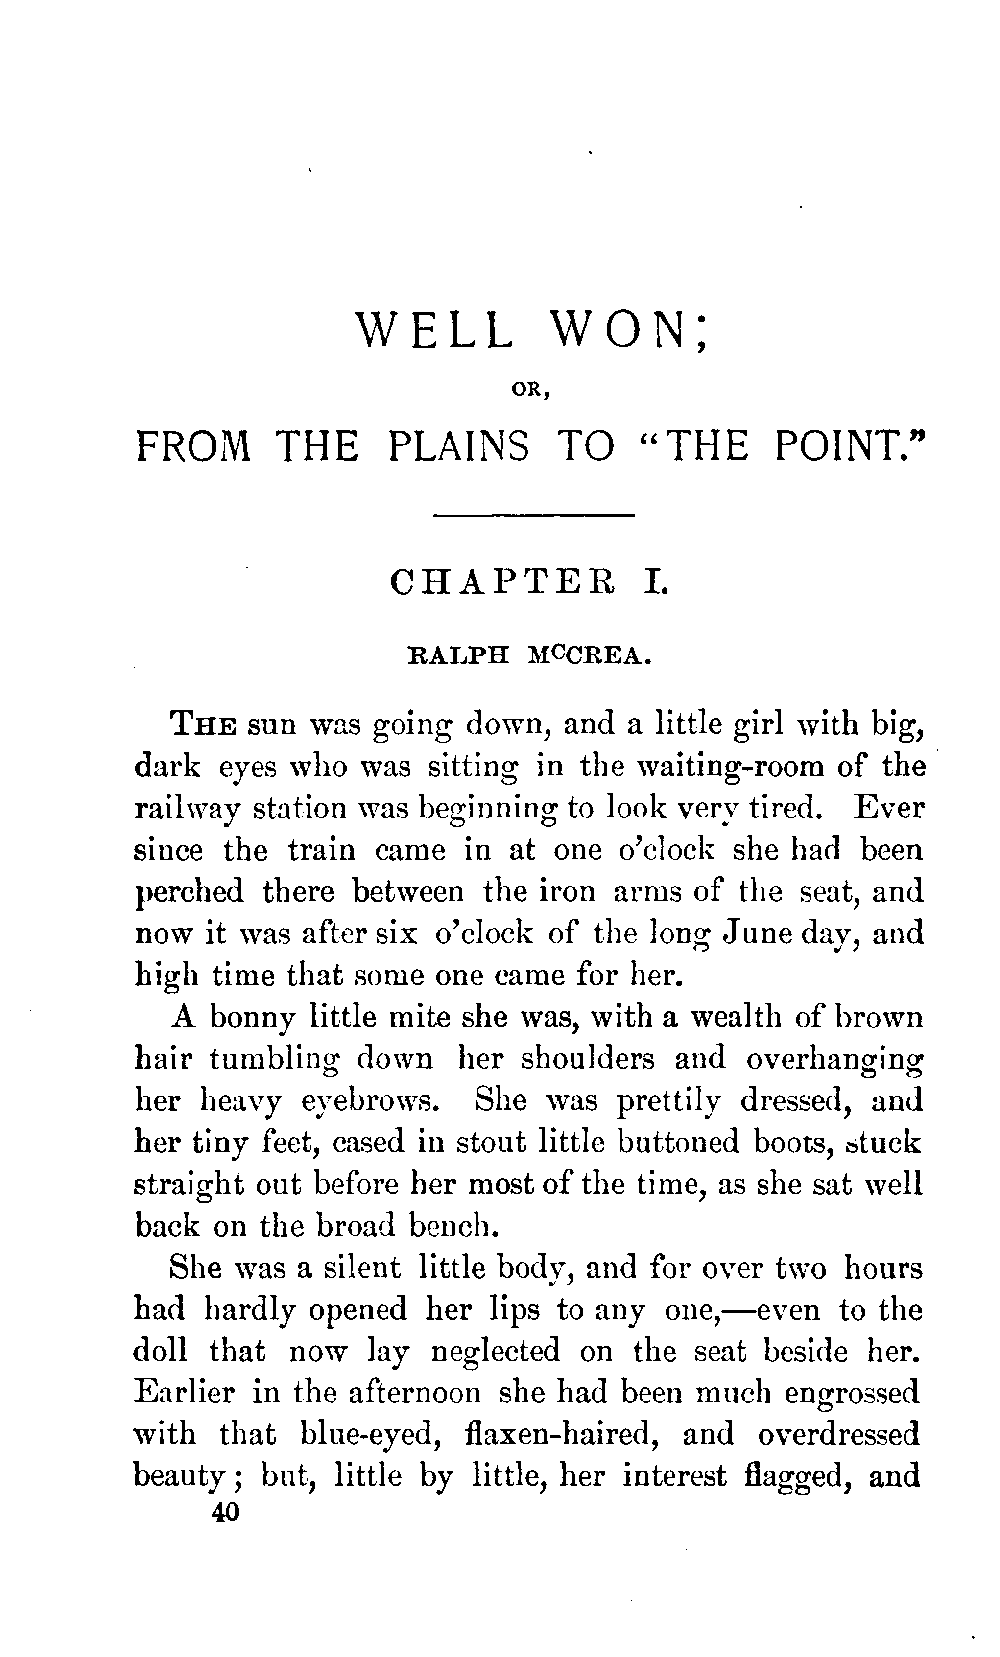 WELL WON;
OR,
FROM THE PLAINS TO "THE POINT."
CHAPTER I.
RALPH McCREA.
THE sun was going down, and a little girl with big,
dark eyes who was sitting in the waiting-room of the
railway station was beginning to look very tired. Ever
since the train came in at one o'clock she had been
perched there between the iron arms of the seat, and
now it was after six o'clock of the long June day, and
high time that some one came for her.
A bonny little mite she was, with a wealth of brown
hair tumbling down her shoulders and overhanging
her heavy eyebrows. She was prettily dressed, and
her tiny feet, cased in stout little buttoned boots, stuck
straight out before her most of the time, as she sat well
back on the broad bench.
She was a silent little body, and for over two hours
had hardly opened her lips to any one,—even to the
doll that now lay neglected on the seat beside her.
Earlier in the afternoon she had been much engrossed
with that blue-eyed, flaxen-haired, and overdressed
beauty; but, little by little, her interest flagged, and
40